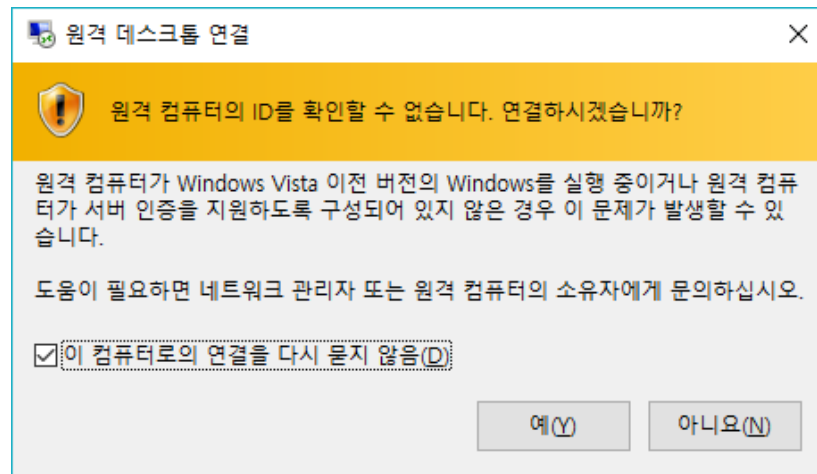 원격 데스크톱 연결
원격 컴퓨터의 ID를 확인할 수 없습니다. 연결하시겠습니까?
원격 컴퓨터가 Windows Vista 이전 버전의 Windows를 실행 중이거나 원격 컴퓨
터가 서버 인증을 지원하도록 구성되어 있지 않은 경우 이 문제가 발생할 수 있
습니다.
도움이 필요하면 네트워크 관리자 또는 원격 컴퓨터의 소유자에게 문의하십시오.
이 컴퓨터로의 연결을 다시 묻지 않음(D)
예(Y)
아니요(N)